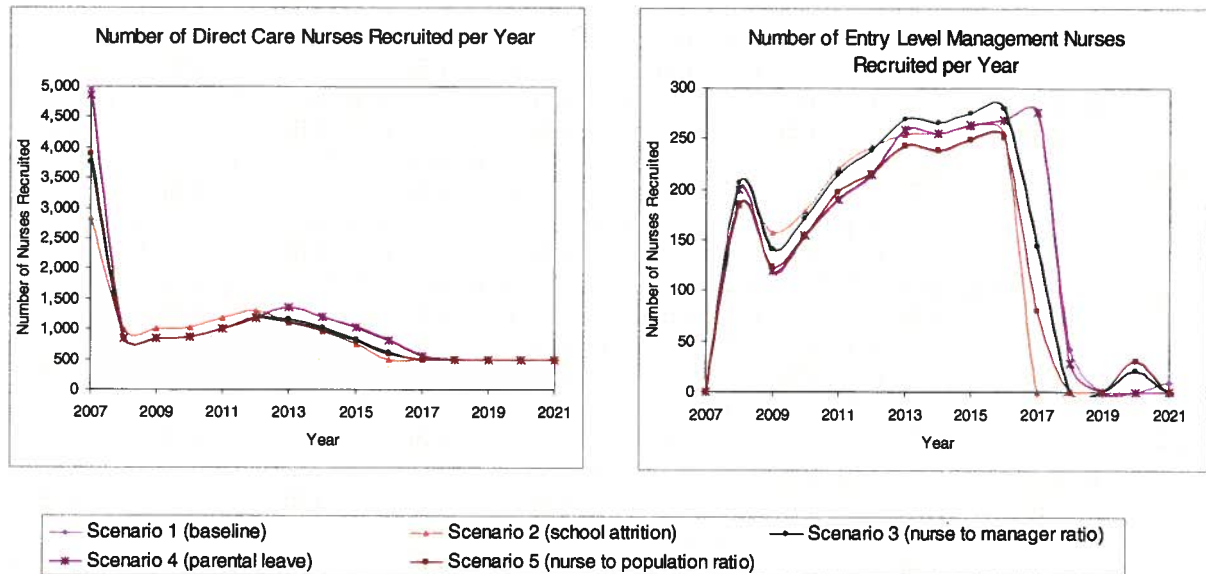 Number of Direct Care Nurses Recruited per Year
5,000
4,500
4,000
3,500
3,000
2,500
2,000
1,500
1,000
500
0
Number of Nurses Recruited
2007 2009 2011 2013 2015 2017 2019 2021
Year
Number of Entry Level Management Nurses
Recruited per Year
300
250
200
150
100
50
0
Number of Nurses Recruited
2007 2009 2011 2013 2015 2017 2019 2021
Year
Scenario 1 (baseline) Scenario 2 (school attrition) Scenario 3 (nurse to manager ratio)
Scenario 4 (parental leave) Scenario 5 (nurse to population ratio)